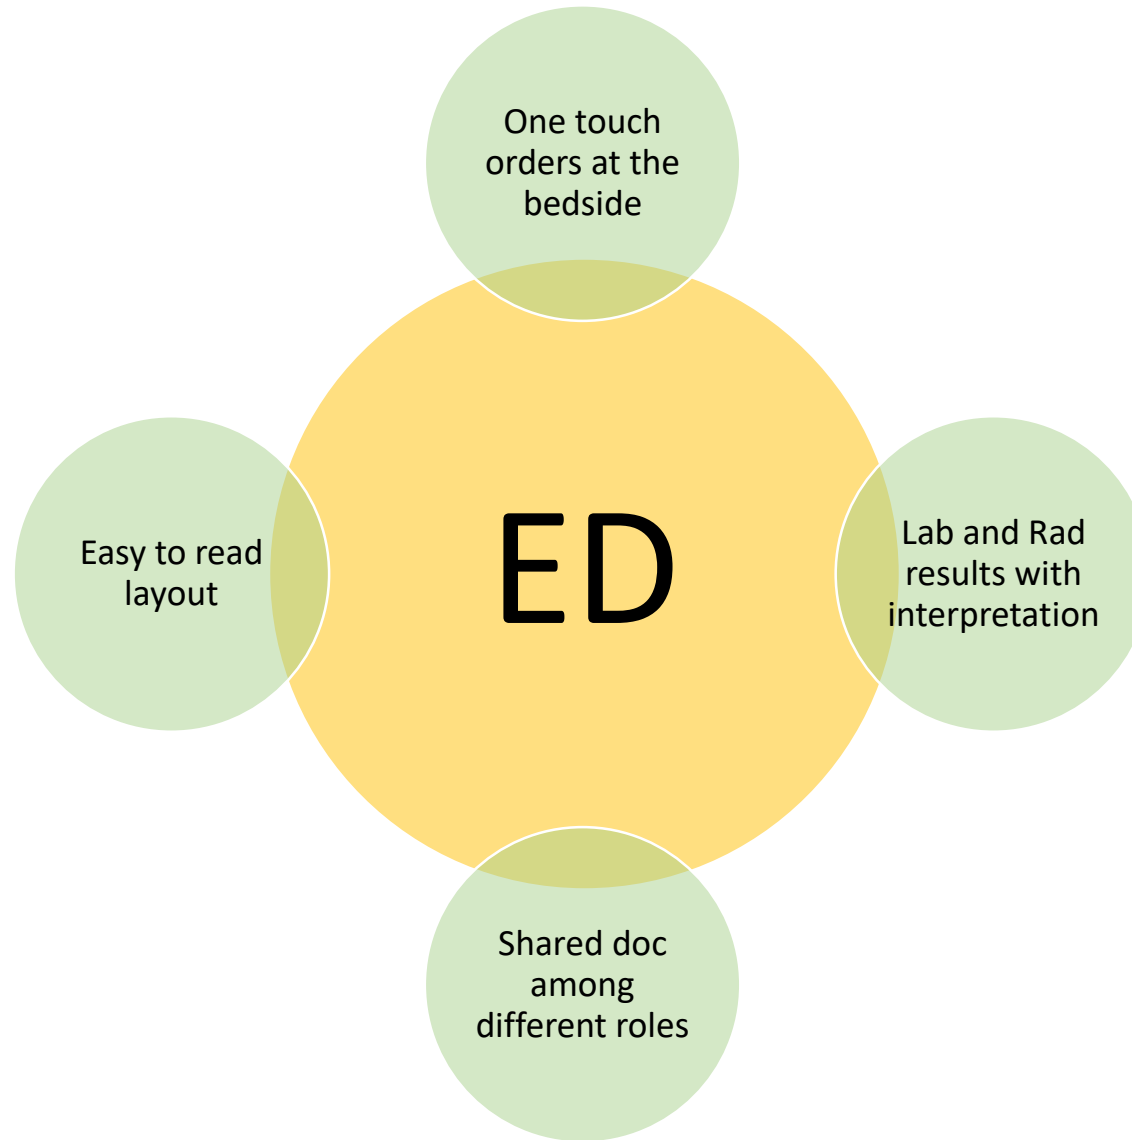 One touch
orders at the
bedside
Easy to read
layout
ED
Lab and Rad
results with
interpretation
Shared doc
among
different roles